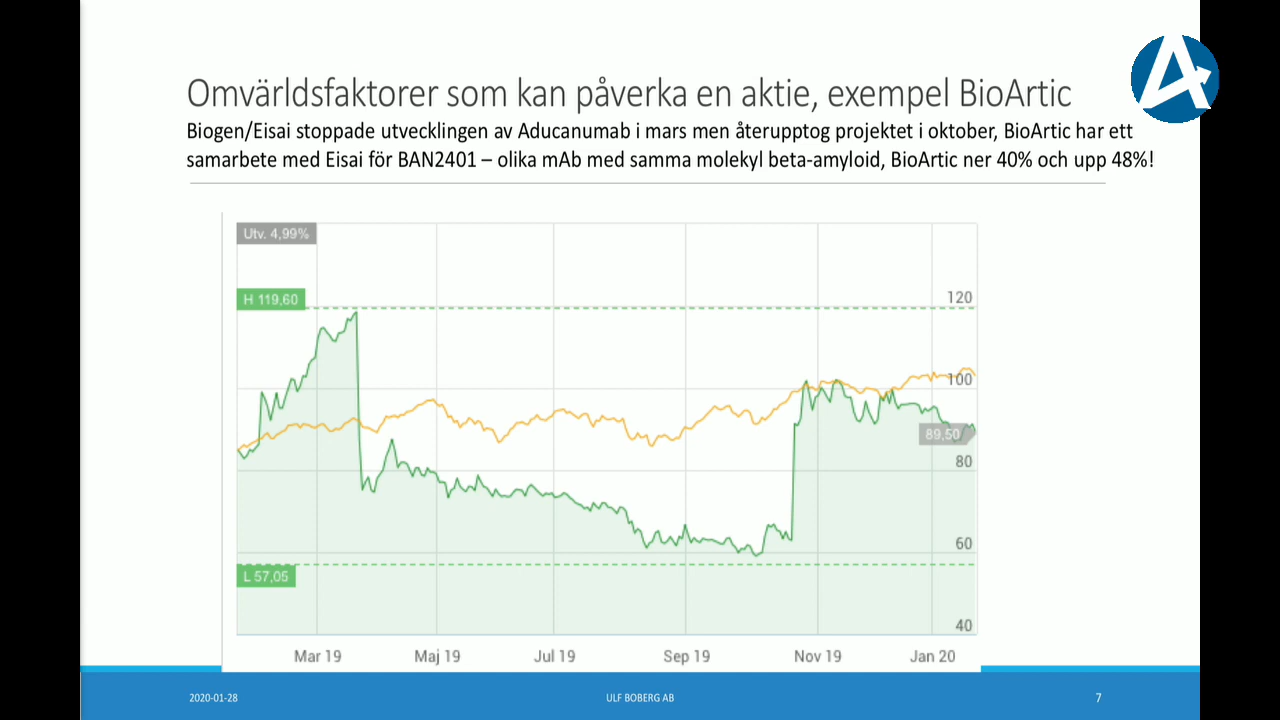 Omvärldsfaktorer som kan påverka en aktie, exempel BioArtic
Biogen/Eisai stoppade utvecklingen av Aducanumab i mars men återupptog projektet i oktober, BioArtic har ett
samarbete med Eisai för BAN2401 – olika mAb med samma molekyl beta-amyloid, BioArtic ner 40% och upp 48%!
Utv. 4,99%
H 119,60
120
100
89,50
80
60
L 57,05
40
Mar 19 Maj 19 Jul 19 Sep 19 Nov 19 Jan 20
2020-01-28 ULF BOBERG AB 7